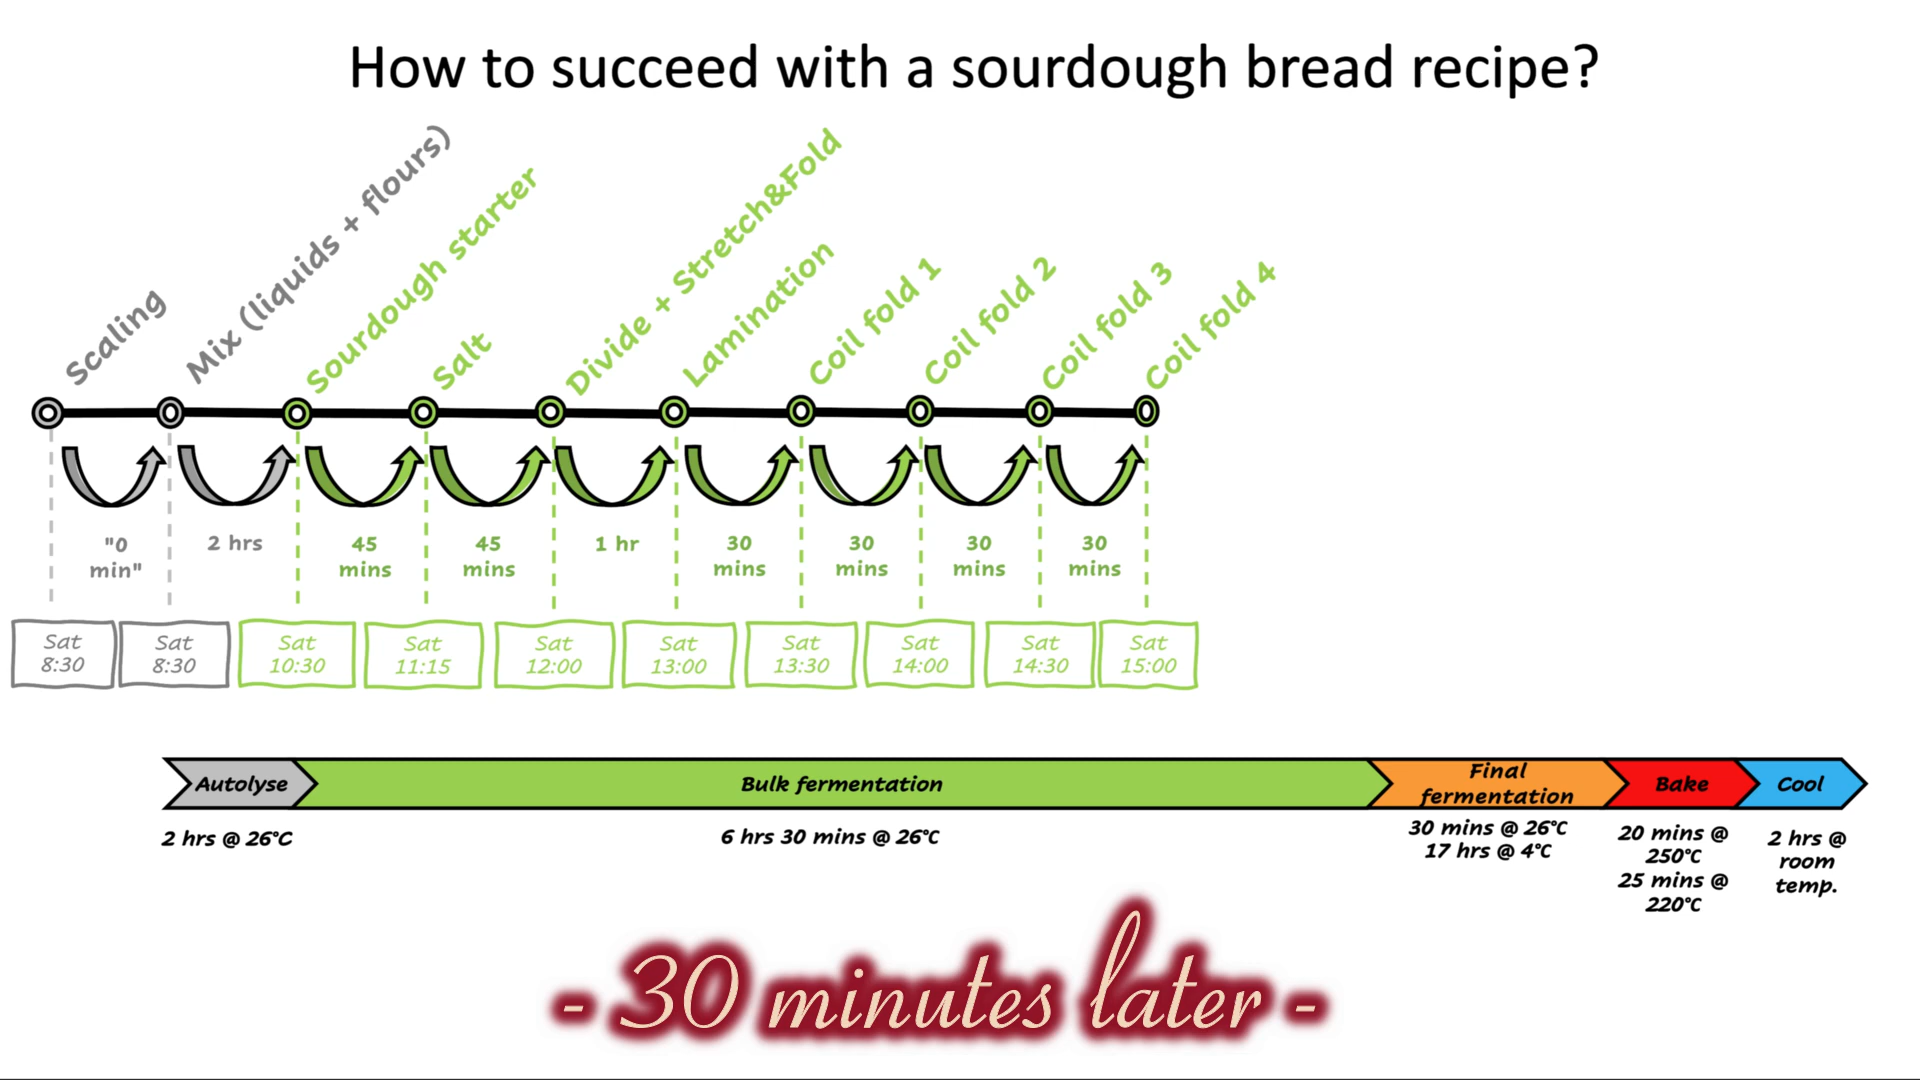 How to succeed with a sourdough bread recipe?
Scaling
Mix (liquids + flours)
Sourdough starter
Salt
Divide + Stretch&Fold
Lamination
Coil fold 1
Coil fold 2
Coil fold 3
Coil fold 4
"0
min"
2 hrs
45
mins
45
mins
1 hr
30
mins
30
mins
30
mins
30
mins
Sat
8:30
Sat
8:30
Sat
10:30
Sat
11:15
Sat
12:00
Sat
13:00
Sat
13:30
Sat
14:00
Sat
14:30
Sat
15:00
Autolyse
Bulk fermentation
Final
fermentation
Bake
Cool
2 hrs @ 26°C
6 hrs 30 mins @ 26°C
30 mins @ 26°C
17 hrs @ 4°C
20 mins @
250°C
25 mins @
220°C
2 hrs @
room
temp.
- 30 minutes later -